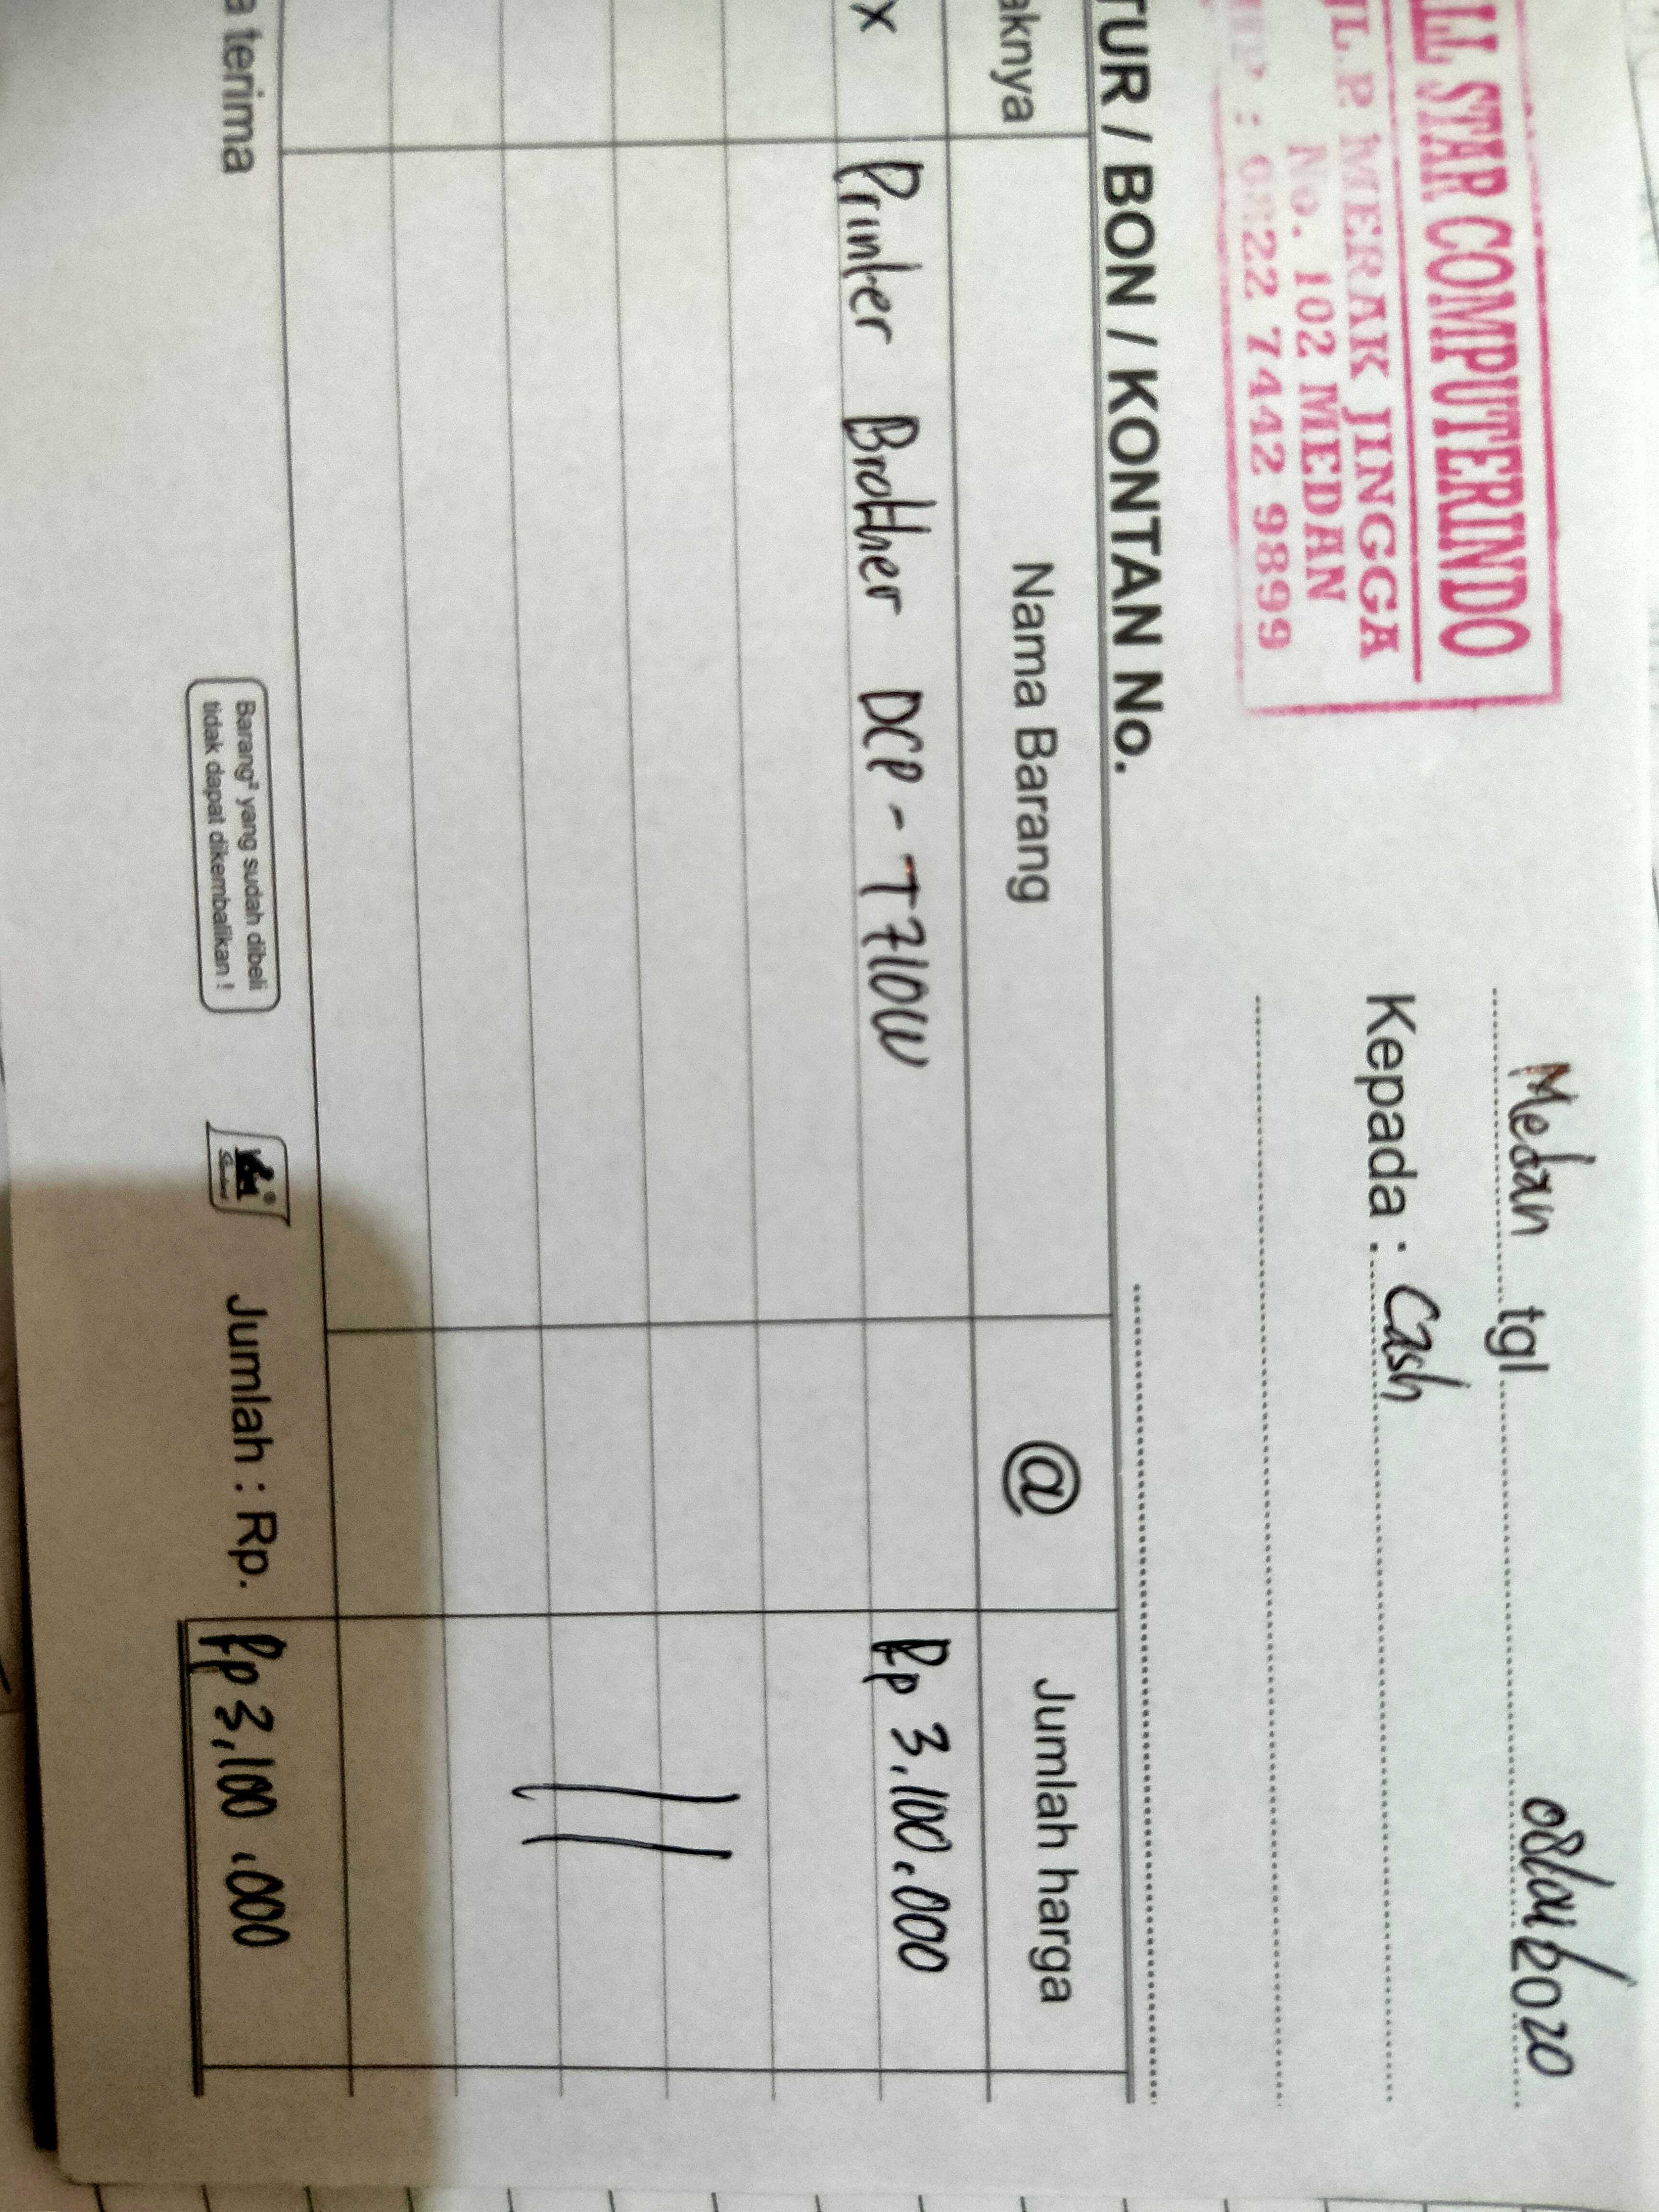 LL STAR COMPUTERINDO
JL. P. MERAK JINGGA
No. 102 MEDAN
HP : 0822 7442 9899
Medan tgl 08/01/2020
Kepada : Cash
TUR / BON / KONTAN No.
aknya Nama Barang @ Jumlah harga
x Printer Brother DCP - T710W Rp 3.100.000
a terima
Barang² yang sudah dibeli
tidak dapat dikembalikan !
Jumlah : Rp. Rp 3,100.000